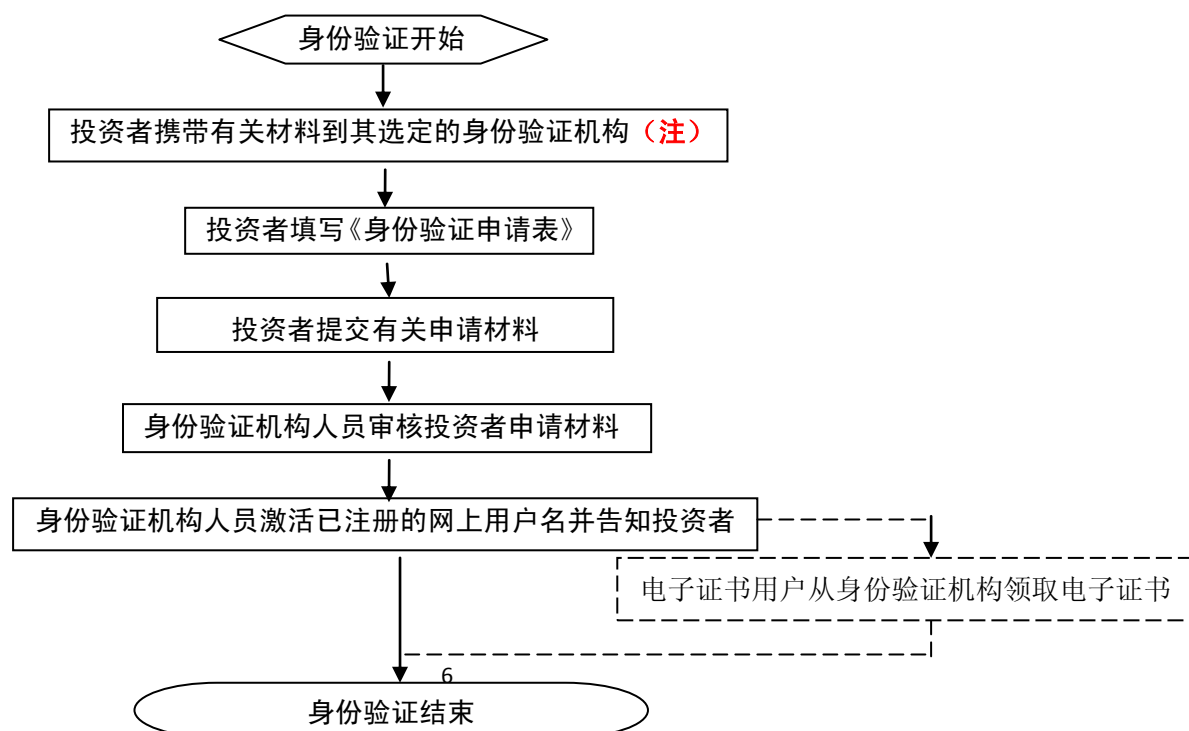 身份验证开始
投资者携带有关材料到其选定的身份验证机构（注）
投资者填写《身份验证申请表》
投资者提交有关申请材料
身份验证机构人员审核投资者申请材料
身份验证机构人员激活已注册的网上用户名并告知投资者
电子证书用户从身份验证机构领取电子证书
6
身份验证结束